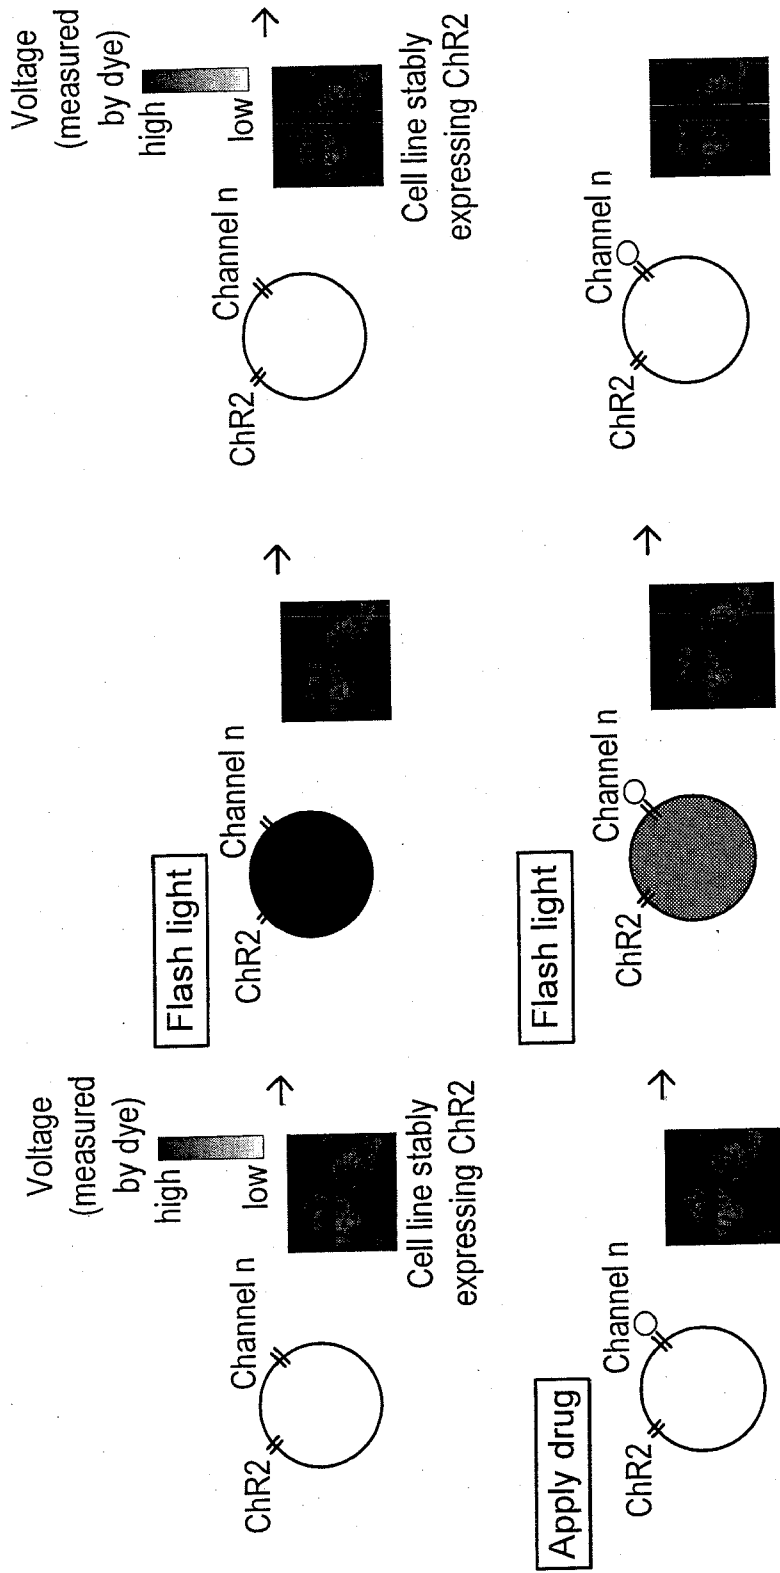 Voltage
(measured
by dye)
high
low
ChR2
Channel n
Cell line stably
expressing ChR2
Flash light
ChR2
Channel n
Voltage
(measured
by dye)
high
low
ChR2
Channel n
Cell line stably
expressing ChR2
Apply drug
ChR2
Channel n
Flash light
ChR2
Channel n
ChR2
Channel n